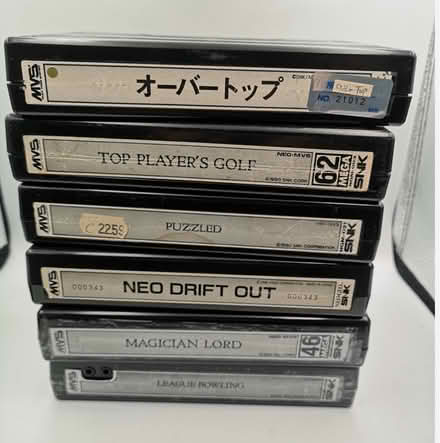 MVS
オーバートップ
NO. 21012
MVS
TOP PLAYER'S GOLF
NEO-MVS
62
MEGA
SNK
MVS
C 2259
PUZZLED
SNK
MVS
000343
NEO DRIFT OUT
000343
SNK
MVS
MAGICIAN LORD
46
SNK
MVS
LEAGUE BOWLING
SNK